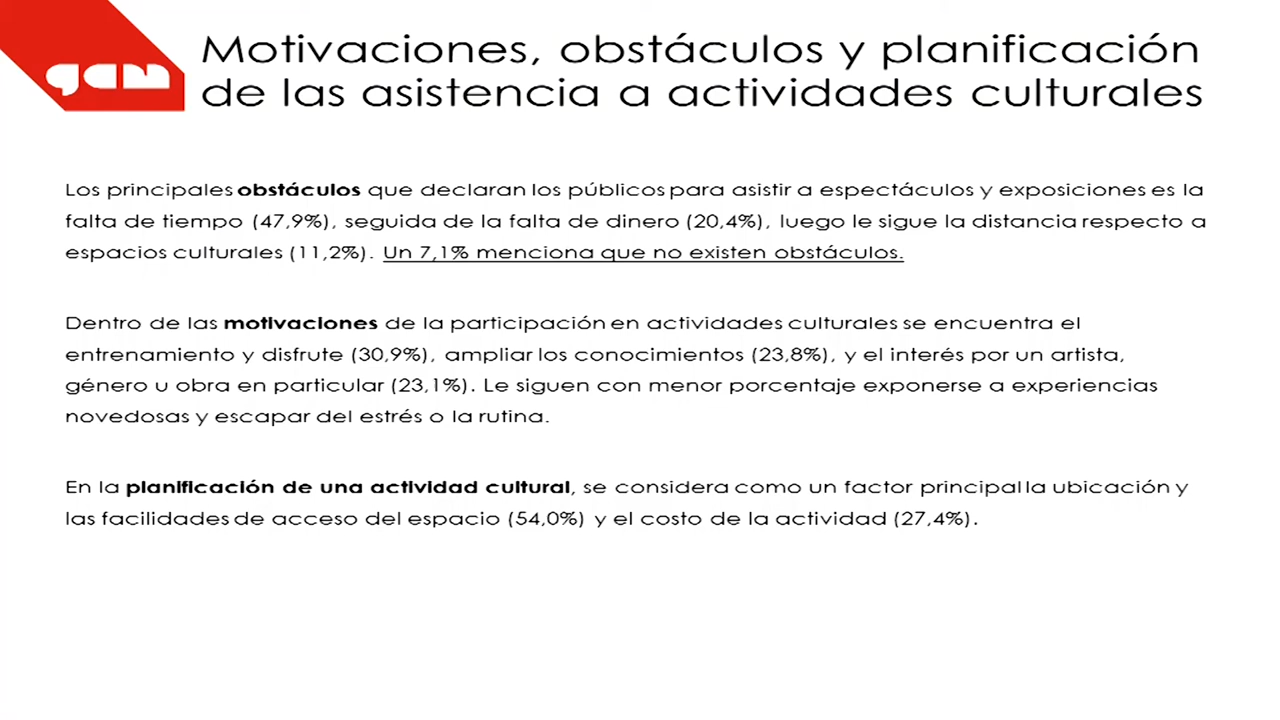 gam
Motivaciones, obstáculos y planificación
de las asistencia a actividades culturales
Los principales obstáculos que declaran los públicos para asistir a espectáculos y exposiciones es la
falta de tiempo (47,9%), seguida de la falta de dinero (20,4%), luego le sigue la distancia respecto a
espacios culturales (11,2%). Un 7,1% menciona que no existen obstáculos.
Dentro de las motivaciones de la participación en actividades culturales se encuentra el
entrenamiento y disfrute (30,9%), ampliar los conocimientos (23,8%), y el interés por un artista,
género u obra en particular (23,1%). Le siguen con menor porcentaje exponerse a experiencias
novedosas y escapar del estrés o la rutina.
En la planificación de una actividad cultural, se considera como un factor principal la ubicación y
las facilidades de acceso del espacio (54,0%) y el costo de la actividad (27,4%).